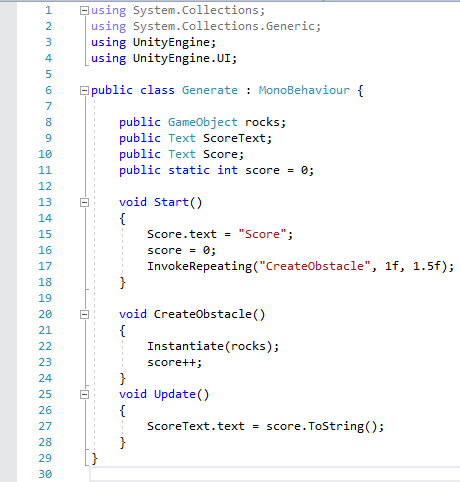 1 using System.Collections;
2 using System.Collections.Generic;
3 using UnityEngine;
4 using UnityEngine.UI;
5
6 public class Generate : MonoBehaviour {
7
8 public GameObject rocks;
9 public Text ScoreText;
10 public Text Score;
11 public static int score = 0;
12
13 void Start()
14 {
15 Score.text = "Score";
16 score = 0;
17 InvokeRepeating("CreateObstacle", 1f, 1.5f);
18 }
19
20 void CreateObstacle()
21 {
22 Instantiate(rocks);
23 score++;
24 }
25 void Update()
26 {
27 ScoreText.text = score.ToString();
28 }
29 }
30